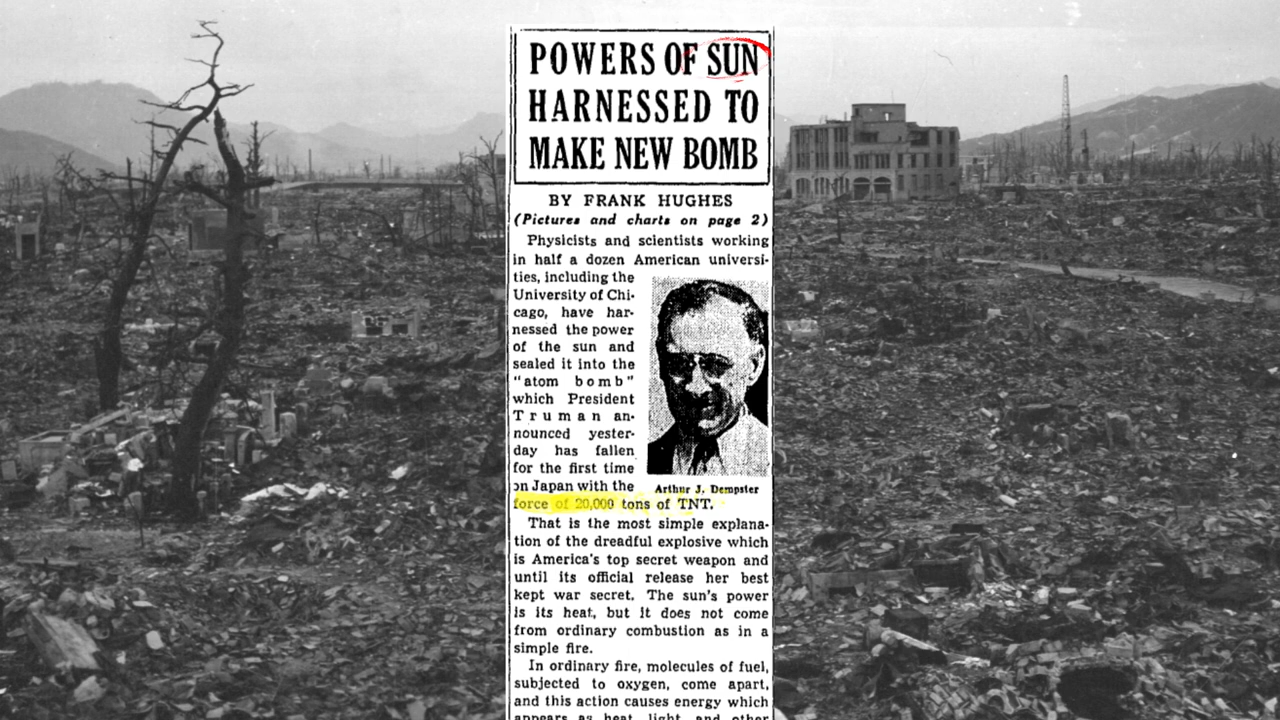 POWERS OF SUN
HARNESSED TO
MAKE NEW BOMB
BY FRANK HUGHES
(Pictures and charts on page 2)
Physicists and scientists working
in half a dozen American universi-
ties, including the
University of Chi-
cago, have har-
nessed the power
of the sun and
sealed it into the
"atom bomb"
which President
Truman an-
nounced yester-
day has fallen
for the first time
on Japan with the
Arthur J. Dempster
force of 20,000 tons of TNT.
That is the most simple explana-
tion of the dreadful explosive which
is America's top secret weapon and
until its official release her best
kept war secret. The sun's power
is its heat, but it does not come
from ordinary combustion as in a
simple fire.
In ordinary fire, molecules of fuel,
subjected to oxygen, come apart,
and this action causes energy which
appears as heat, light, and other